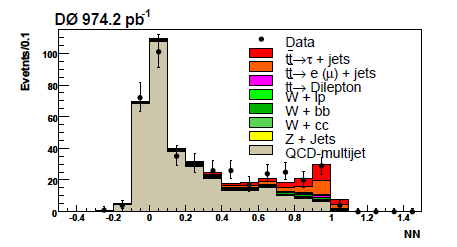 DØ 974.2 pb-1
Evetnts/0.1
100
80
60
40
20
0
Data
tt→τ + jets
tt→ e (μ) + jets
tt→ Dilepton
W + lp
W + bb
W + cc
Z + Jets
QCD-multijet
-0.4 -0.2 0 0.2 0.4 0.6 0.8 1 1.2 1.4
NN